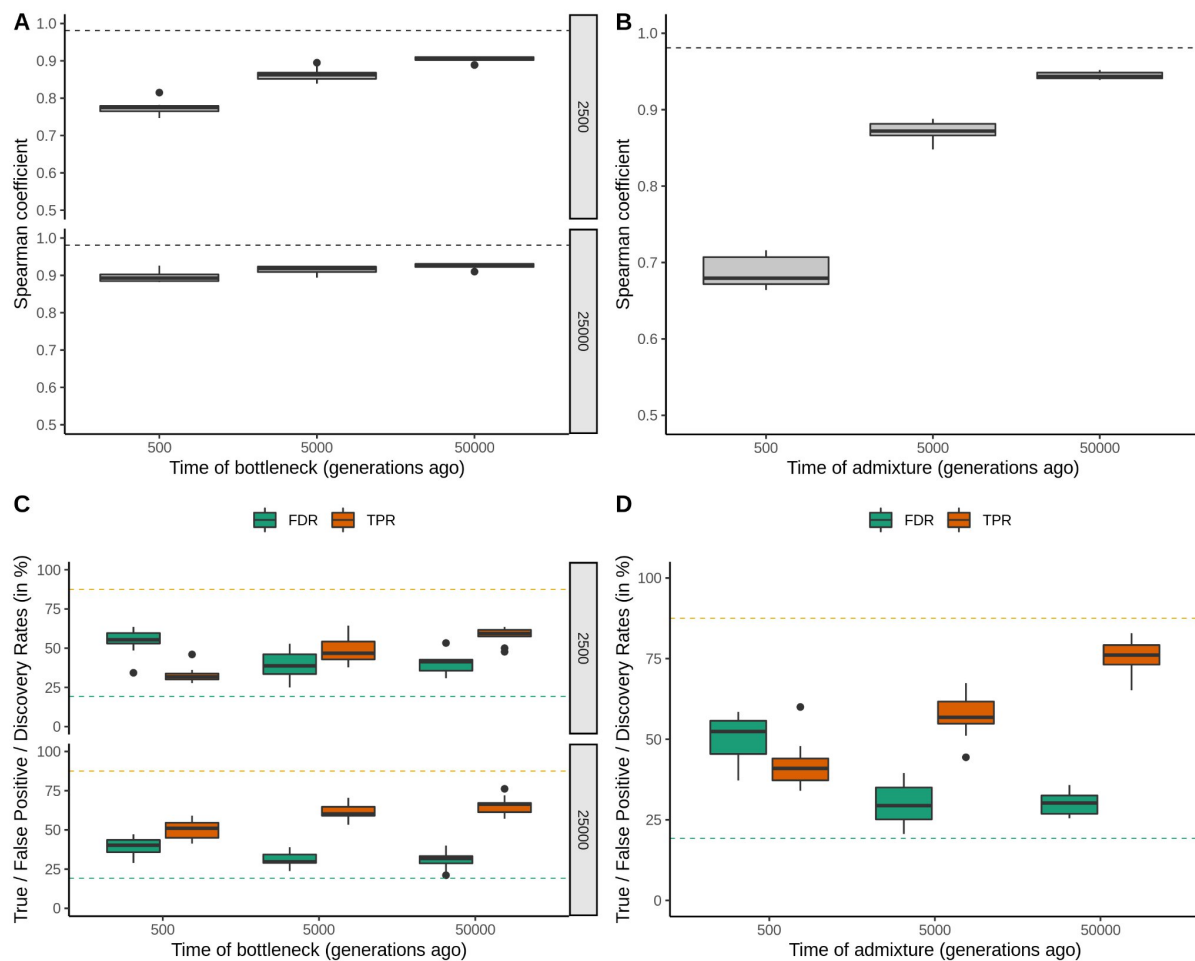 A
1.0
0.9
0.8
0.7
0.6
0.5
2500
1.0
0.9
0.8
0.7
0.6
0.5
25000
Spearman coefficient
Spearman coefficient
500
5000
50000
Time of bottleneck (generations ago)
B
1.0
0.9
0.8
0.7
0.6
0.5
Spearman coefficient
500
5000
50000
Time of admixture (generations ago)
C
FDR
TPR
100
75
50
25
0
2500
100
75
50
25
0
25000
True / False Positive / Discovery Rates (in %)
500
5000
50000
Time of bottleneck (generations ago)
D
FDR
TPR
100
75
50
25
0
True / False Positive / Discovery Rates (in %)
500
5000
50000
Time of admixture (generations ago)